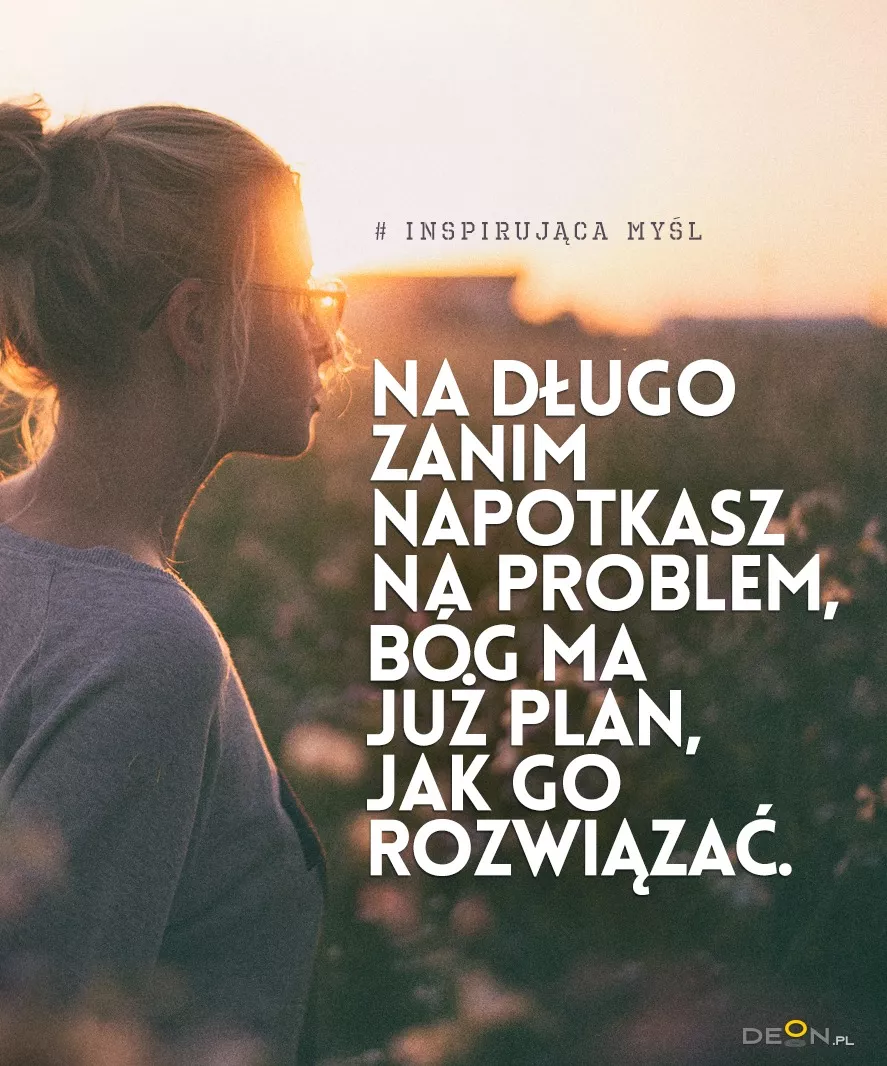 # INSPIRUJĄCA MYŚL
NA DŁUGO
ZANIM
NAPOTKASZ
NA PROBLEM,
BÓG MA
JUŻ PLAN,
JAK GO
ROZWIĄZAĆ.
DEON.PL